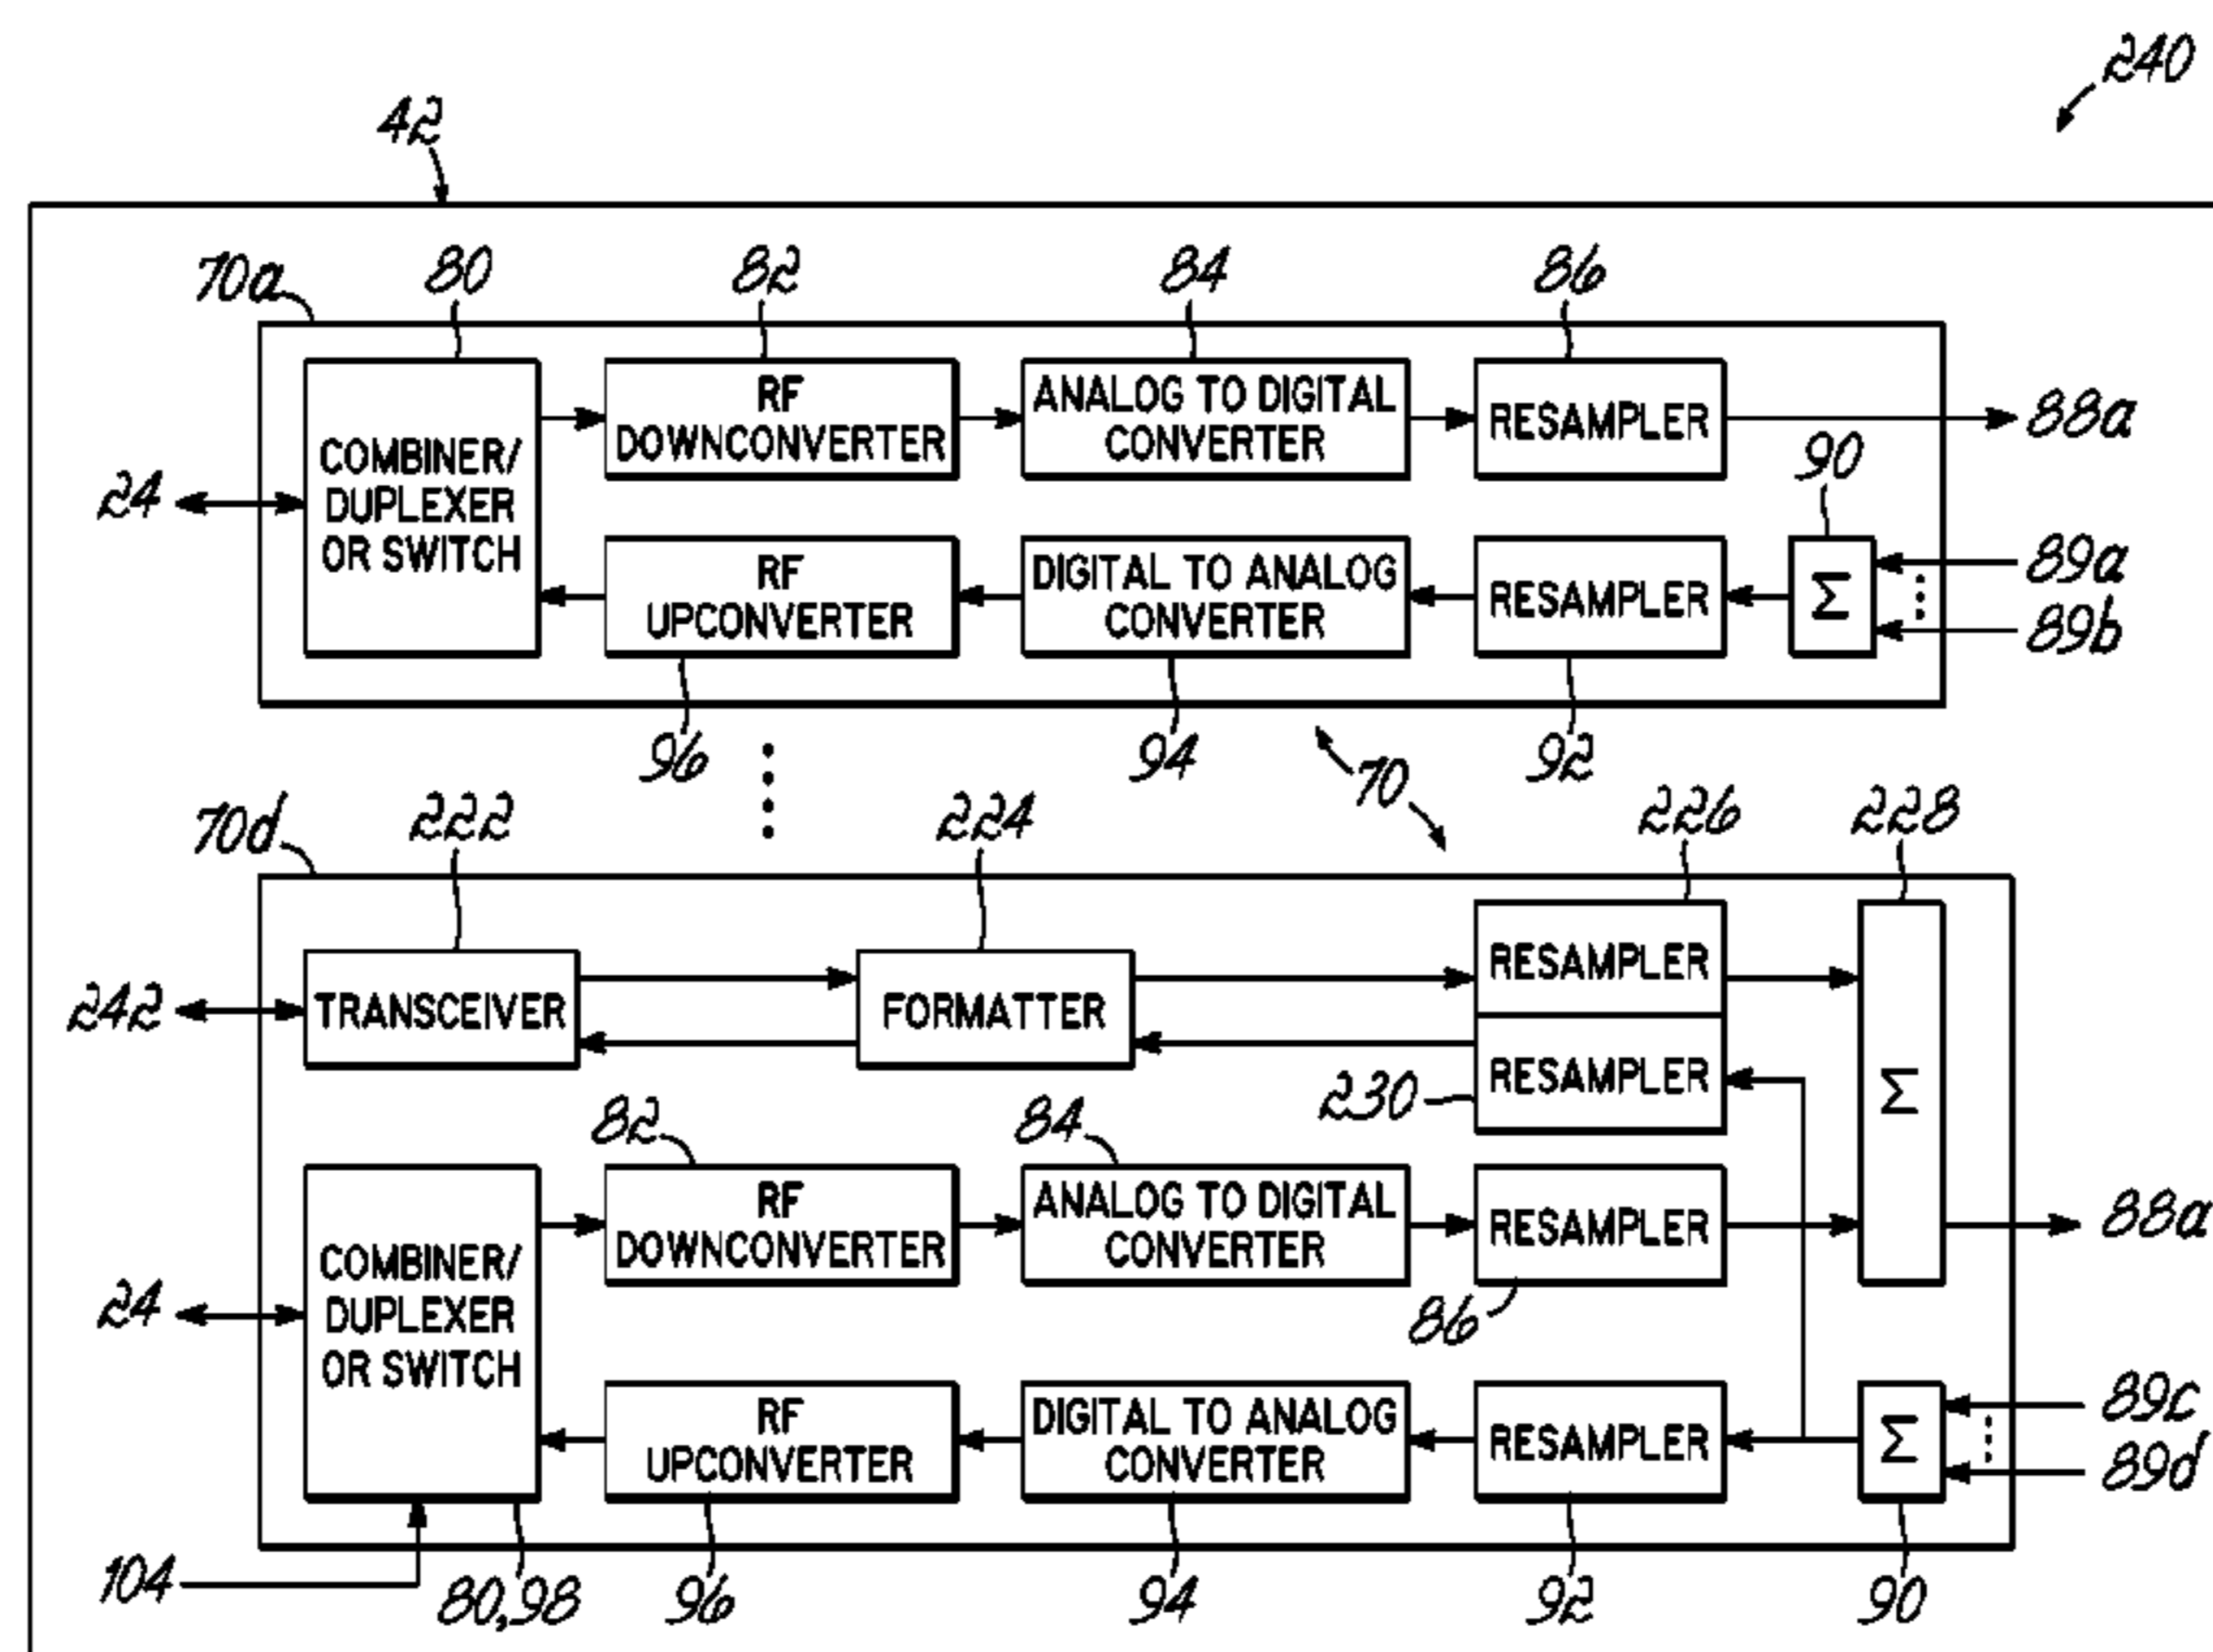 240
42
70a
80
82
84
86
COMBINER/
DUPLEXER
OR SWITCH
RF
DOWNCONVERTER
ANALOG TO DIGITAL
CONVERTER
RESAMPLER
88a
24
90
RF
UPCONVERTER
DIGITAL TO ANALOG
CONVERTER
RESAMPLER
Σ
89a
89b
96
94
92
70
70d
222
224
226
228
242
TRANSCEIVER
FORMATTER
RESAMPLER
RESAMPLER
Σ
230
82
84
COMBINER/
DUPLEXER
OR SWITCH
RF
DOWNCONVERTER
ANALOG TO DIGITAL
CONVERTER
RESAMPLER
88a
24
86
RF
UPCONVERTER
DIGITAL TO ANALOG
CONVERTER
RESAMPLER
Σ
89c
89d
104
80,98
96
94
92
90